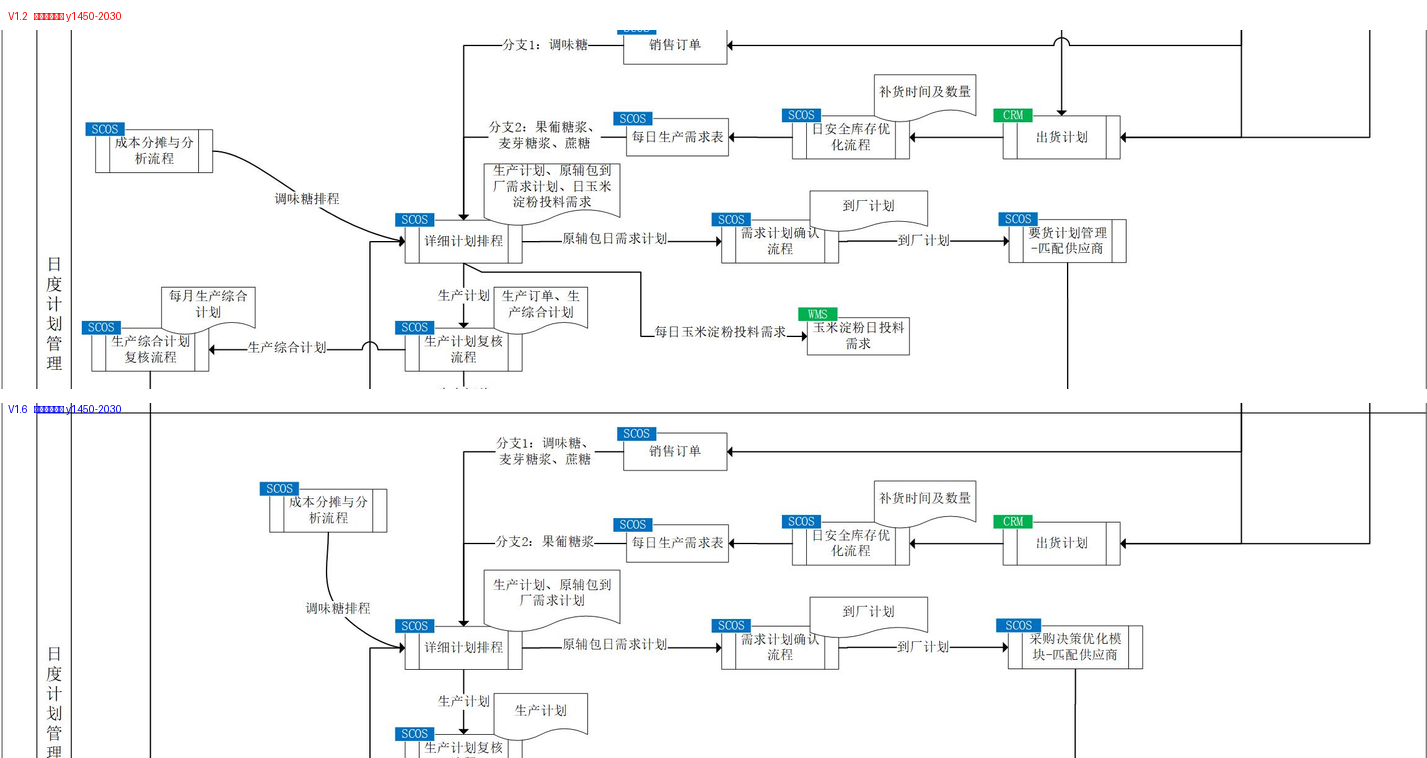 V1.2 y1450-2030
SCOS
分支1: 调味糖
销售订单
补货时间及数量
SCOS
成本分摊与分
析流程
分支2: 果葡糖浆、
麦芽糖浆、蔗糖
SCOS
每日生产需求表
SCOS
日安全库存优
化流程
CRM
出货计划
调味糖排程
生产计划、原辅包到
厂需求计划、日玉米
淀粉投料需求
SCOS
详细计划排程
原辅包日需求计划
到厂计划
SCOS
需求计划确认
流程
到厂计划
SCOS
要货计划管理
-匹配供应商
日度计划管理
每月生产综合
计划
SCOS
生产综合计划
复核流程
生产综合计划
生产计划
生产订单、生
产综合计划
SCOS
生产计划复核
流程
每日玉米淀粉投料需求
WMS
玉米淀粉日投料
需求
V1.6 y1450-2030
分支1: 调味糖、
麦芽糖浆、蔗糖
SCOS
销售订单
补货时间及数量
SCOS
成本分摊与分
析流程
分支2: 果葡糖浆
SCOS
每日生产需求表
SCOS
日安全库存优
化流程
CRM
出货计划
调味糖排程
生产计划、原辅包到
厂需求计划
SCOS
详细计划排程
原辅包日需求计划
到厂计划
SCOS
需求计划确认
流程
到厂计划
SCOS
采购决策优化模
块-匹配供应商
日度计划管理
生产计划
生产计划
SCOS
生产计划复核